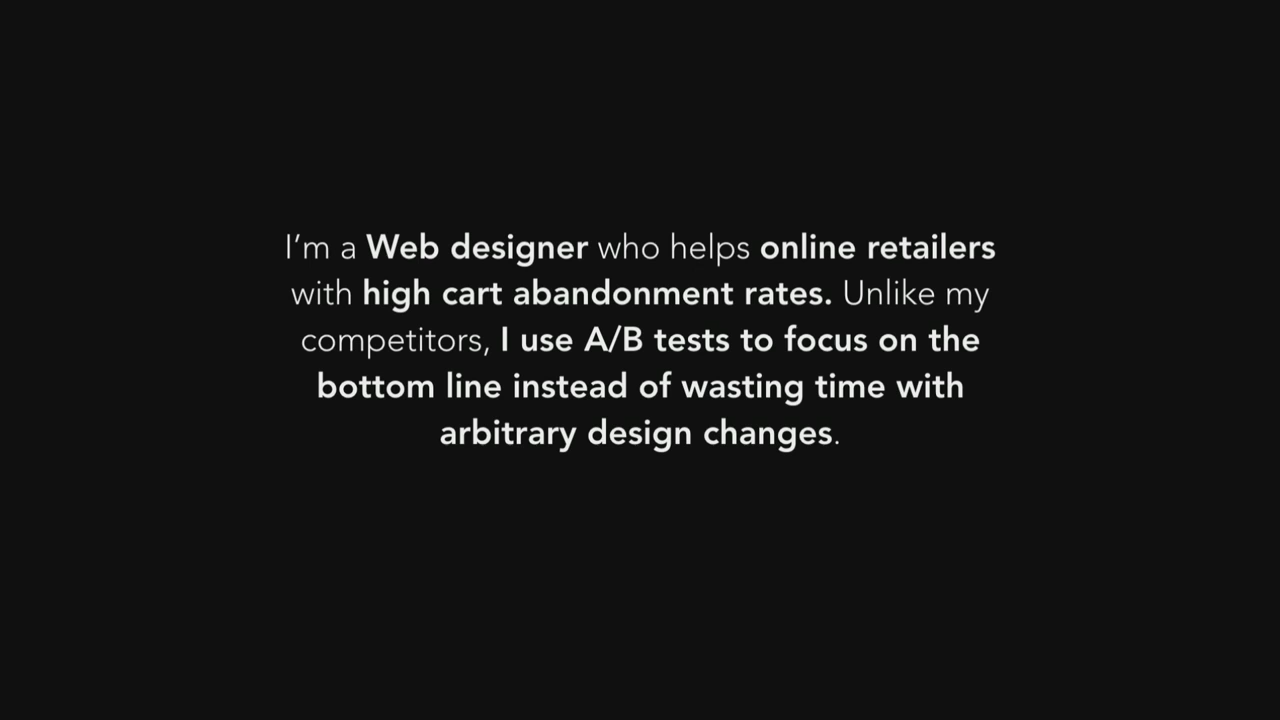 I’m a Web designer who helps online retailers
with high cart abandonment rates. Unlike my
competitors, I use A/B tests to focus on the
bottom line instead of wasting time with
arbitrary design changes.